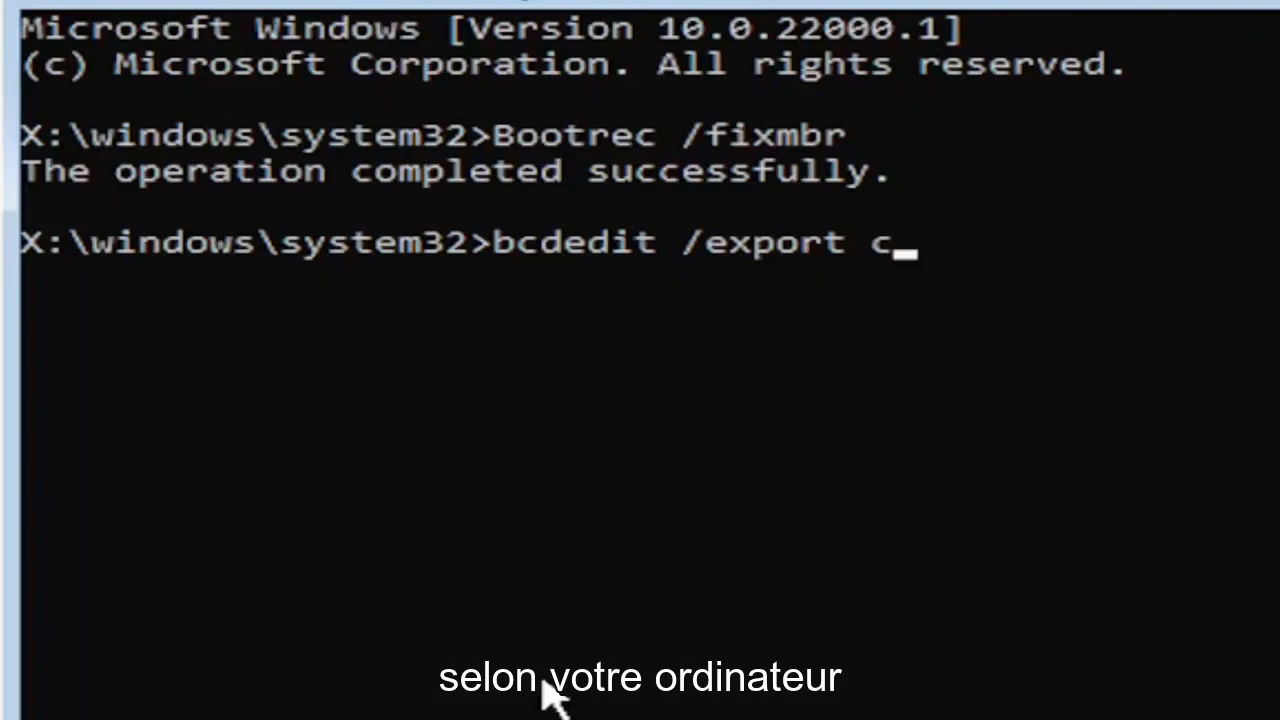 Microsoft Windows [Version 10.0.22000.1]
(c) Microsoft Corporation. All rights reserved.
X:\windows\system32>Bootrec /fixmbr
The operation completed successfully.
X:\windows\system32>bcdedit /export c
selon votre ordinateur